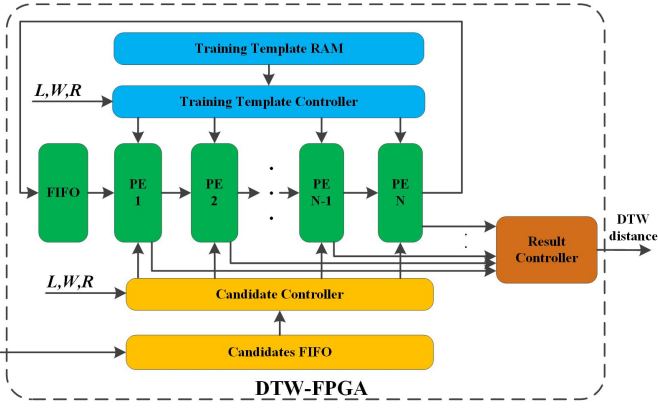 Training Template RAM
L,W,R
Training Template Controller
FIFO
PE
1
PE
2
PE
N-1
PE
N
DTW
distance
Result
Controller
L,W,R
Candidate Controller
Candidates FIFO
DTW-FPGA